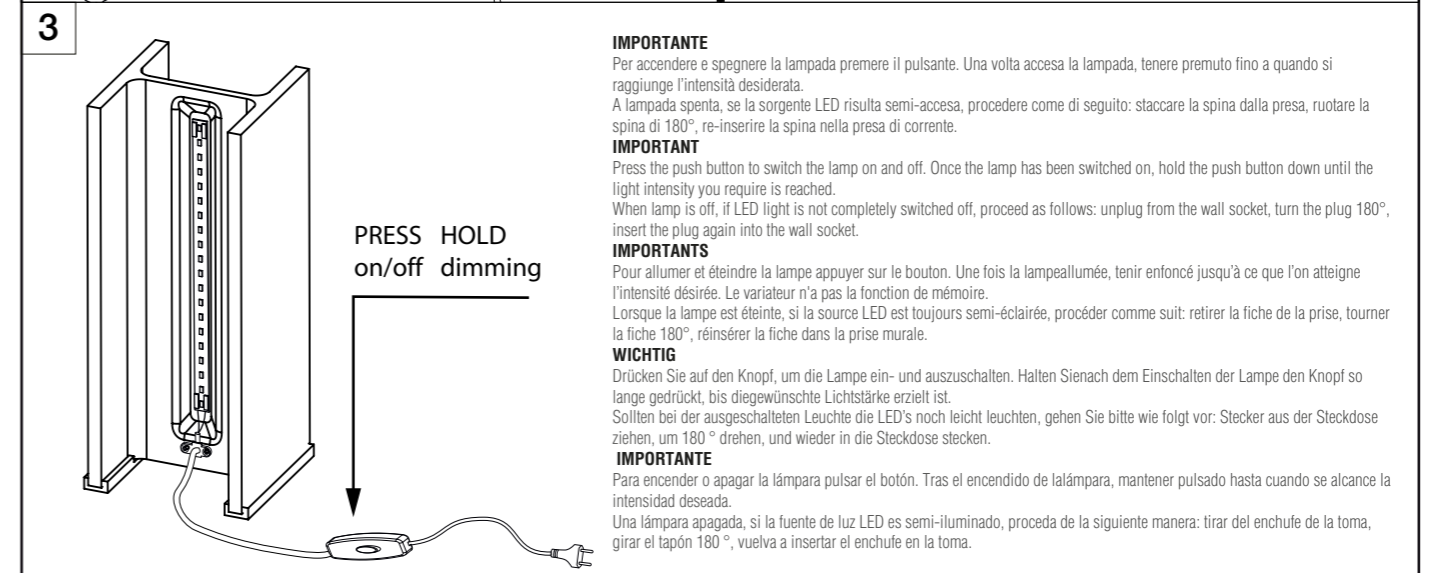 3
PRESS HOLD
on/off dimming
IMPORTANTE
Per accendere e spegnere la lampada premere il pulsante. Una volta accesa la lampada, tenere premuto fino a quando si
raggiunge l'intensità desiderata.
A lampada spenta, se la sorgente LED risulta semi-accesa, procedere come di seguito: staccare la spina dalla presa, ruotare la
spina di 180°, re-inserire la spina nella presa di corrente.
IMPORTANT
Press the push button to switch the lamp on and off. Once the lamp has been switched on, hold the push button down until the
light intensity you require is reached.
When lamp is off, if LED light is not completely switched off, proceed as follows: unplug from the wall socket, turn the plug 180°,
insert the plug again into the wall socket.
IMPORTANTS
Pour allumer et éteindre la lampe appuyer sur le bouton. Une fois la lampeallumée, tenir enfoncé jusqu'à ce que l'on atteigne
l'intensité désirée. Le variateur n'a pas la fonction de mémoire.
Lorsque la lampe est éteinte, si la source LED est toujours semi-éclairée, procéder comme suit: retirer la fiche de la prise, tourner
la fiche 180°, réinsérer la fiche dans la prise murale.
WICHTIG
Drücken Sie auf den Knopf, um die Lampe ein- und auszuschalten. Halten Sienach dem Einschalten der Lampe den Knopf so
lange gedrückt, bis diegewünschte Lichtstärke erzielt ist.
Sollten bei der ausgeschalteten Leuchte die LED's noch leicht leuchten, gehen Sie bitte wie folgt vor: Stecker aus der Steckdose
ziehen, um 180 ° drehen, und wieder in die Steckdose stecken.
IMPORTANTE
Para encender o apagar la lámpara pulsar el botón. Tras el encendido de lalámpara, mantener pulsado hasta cuando se alcance la
intensidad deseada.
Una lámpara apagada, si la fuente de luz LED es semi-iluminado, proceda de la siguiente manera: tirar del enchufe de la toma,
girar el tapón 180 °, vuelva a insertar el enchufe en la toma.